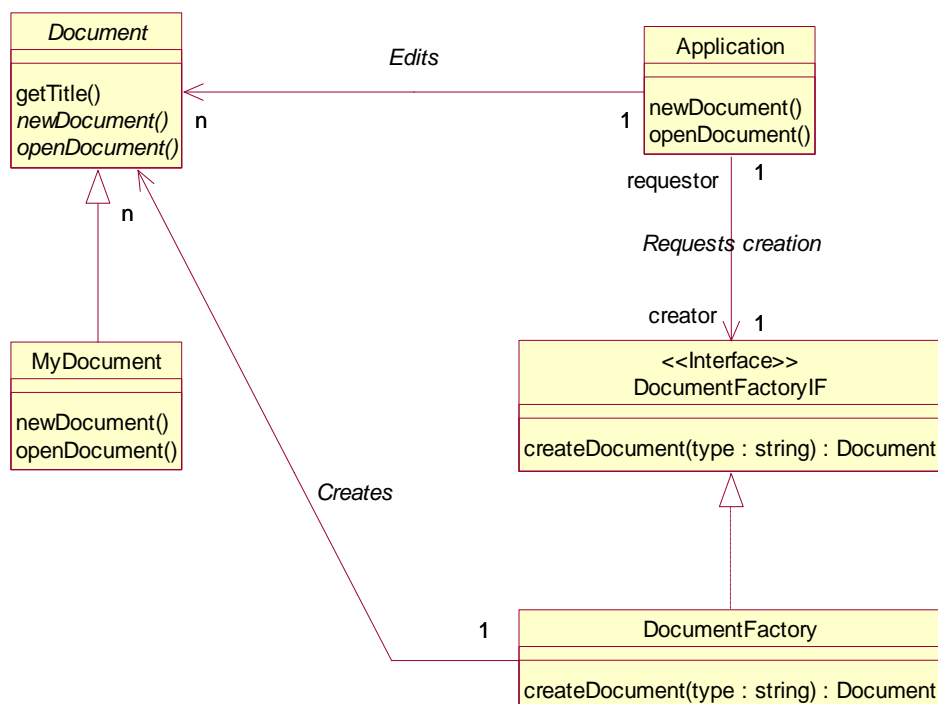 Document
getTitle()
newDocument()
openDocument()
Edits
n
1
Application
newDocument()
openDocument()
requestor
1
Requests creation
creator
1
n
MyDocument
newDocument()
openDocument()
<<Interface>>
DocumentFactoryIF
createDocument(type : string) : Document
Creates
1
DocumentFactory
createDocument(type : string) : Document